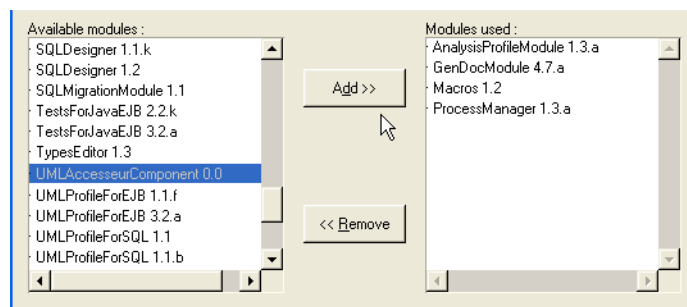 Available modules :
SQLDesigner 1.1.k
SQLDesigner 1.2
SQLMigrationModule 1.1
TestsForJavaEJB 2.2.k
TestsForJavaEJB 3.2.a
TypesEditor 1.3
UMLAccesseurComponent 0.0
UMLProfileForEJB 1.1.f
UMLProfileForEJB 3.2.a
UMLProfileForSQL 1.1
UMLProfileForSQL 1.1.b
Add >>
<< Remove
Modules used :
AnalysisProfileModule 1.3.a
GenDocModule 4.7.a
Macros 1.2
ProcessManager 1.3.a